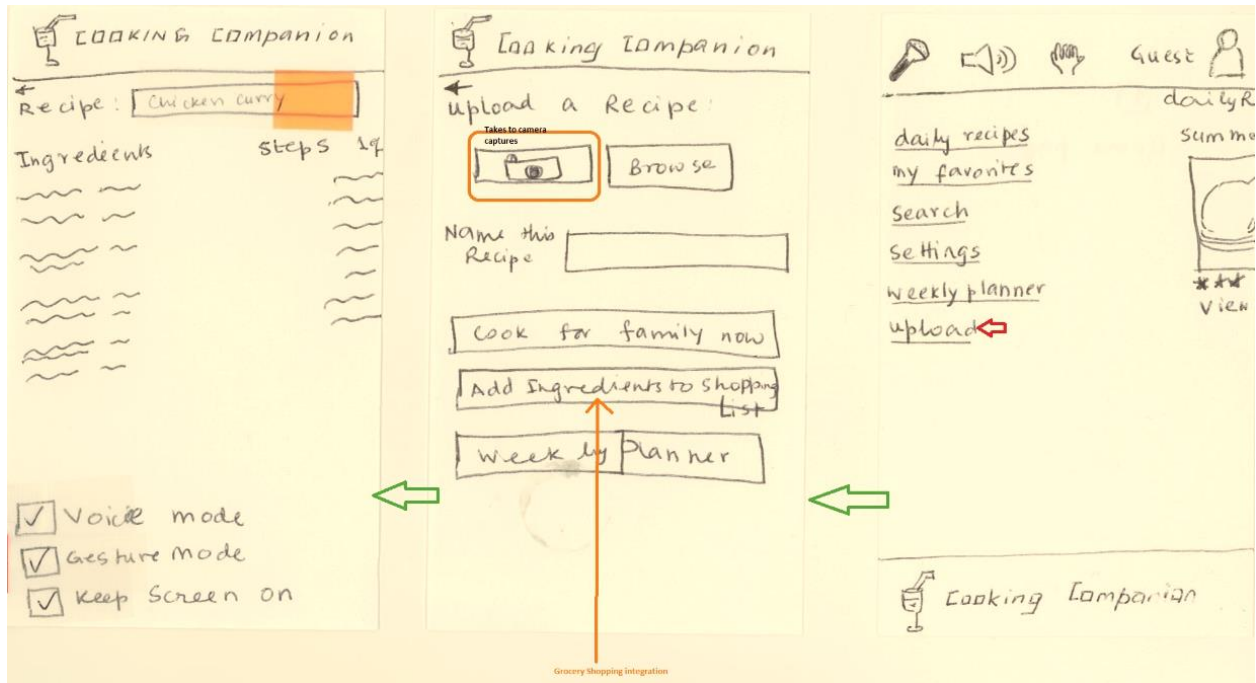 COOKING COMPANION
Recipe: Chicken curry
Ingredients
Steps
Voice mode
Gesture Mode
Keep Screen on
Cooking Companion
Upload a Recipe:
Takes to camera
captures
Browse
Name this
Recipe
Cook for family now
Add Ingredients to Shopping
List
Weekly Planner
Grocery Shopping integration
Guest
dailyR
daily recipes
Summe
my favorites
Search
Settings
weekly planner
View
upload
Cooking Companion